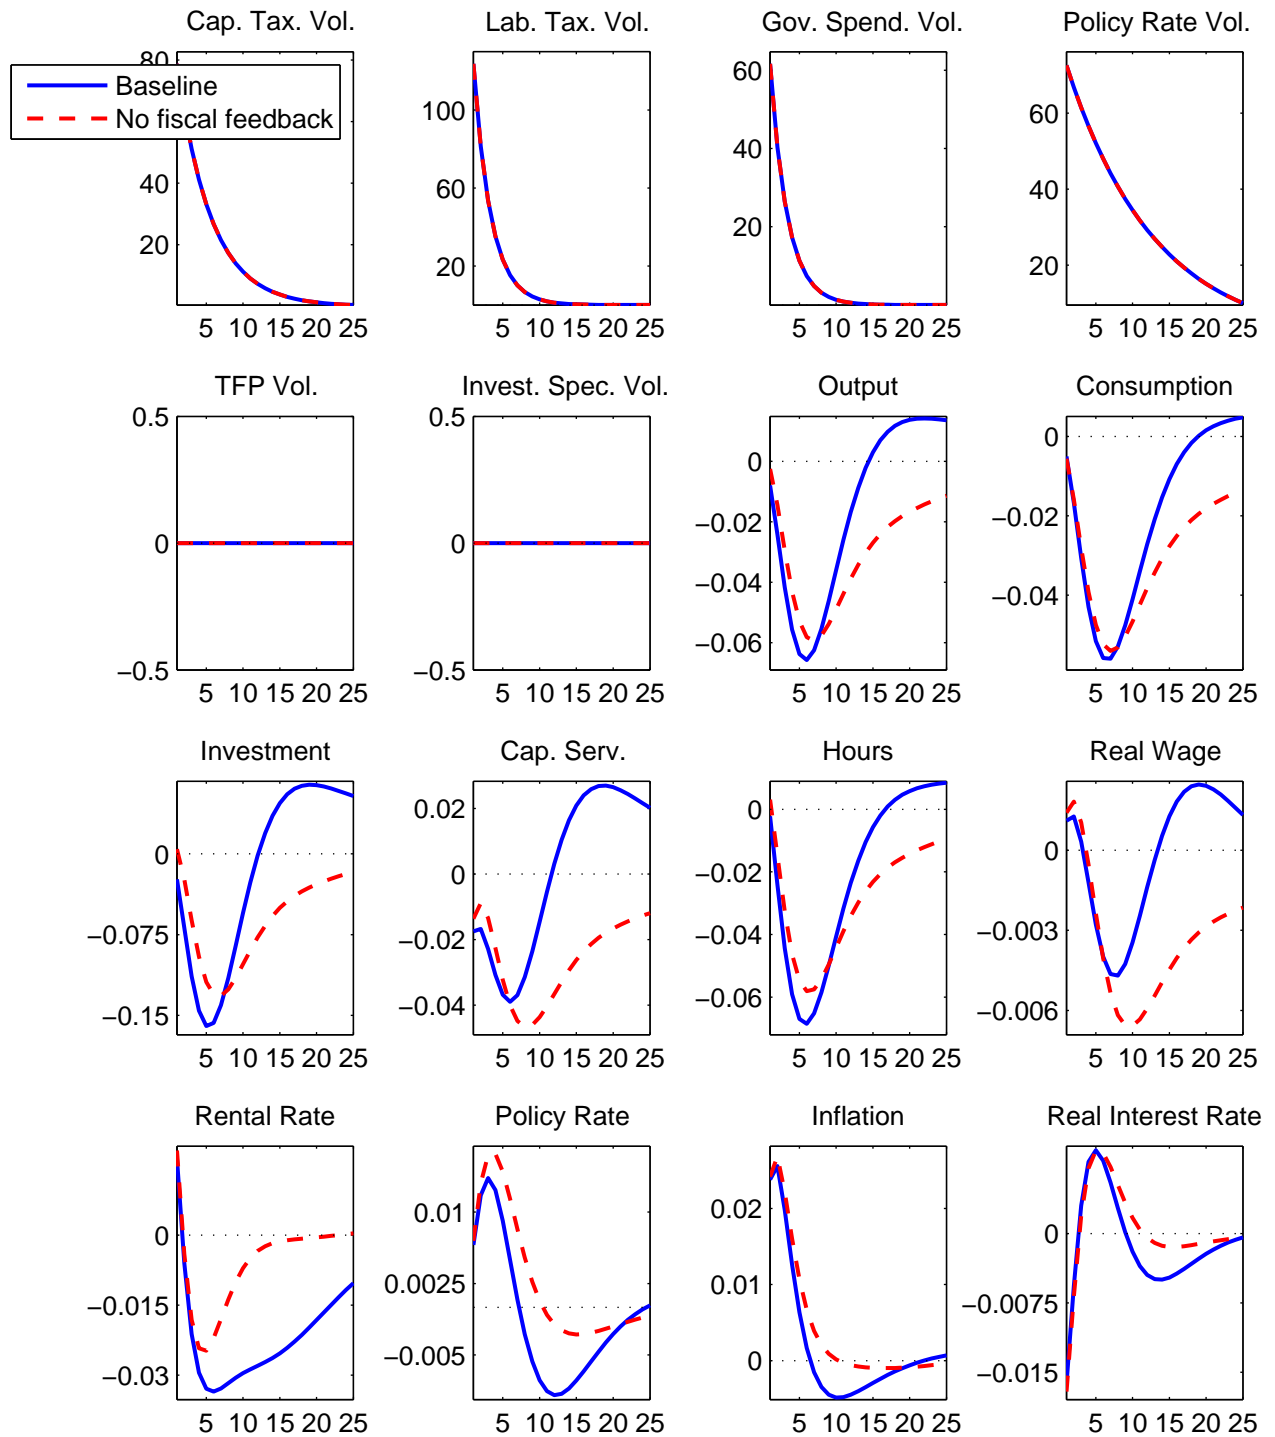 Cap. Tax. Vol. Lab. Tax. Vol. Gov. Spend. Vol. Policy Rate Vol.
80
40
20
5 10 15 20 25
Baseline
No fiscal feedback
100
60
20
5 10 15 20 25
60
40
20
5 10 15 20 25
60
40
20
5 10 15 20 25
TFP Vol. Invest. Spec. Vol. Output Consumption
0.5
0
−0.5
5 10 15 20 25
0.5
0
−0.5
5 10 15 20 25
0
−0.02
−0.04
−0.06
5 10 15 20 25
0
−0.02
−0.04
5 10 15 20 25
Investment Cap. Serv. Hours Real Wage
0
−0.075
−0.15
5 10 15 20 25
0.02
0
−0.02
−0.04
5 10 15 20 25
0
−0.02
−0.04
−0.06
5 10 15 20 25
0
−0.003
−0.006
5 10 15 20 25
Rental Rate Policy Rate Inflation Real Interest Rate
0
−0.015
−0.03
5 10 15 20 25
0.01
0.0025
−0.005
5 10 15 20 25
0.02
0.01
0
5 10 15 20 25
0
−0.0075
−0.015
5 10 15 20 25